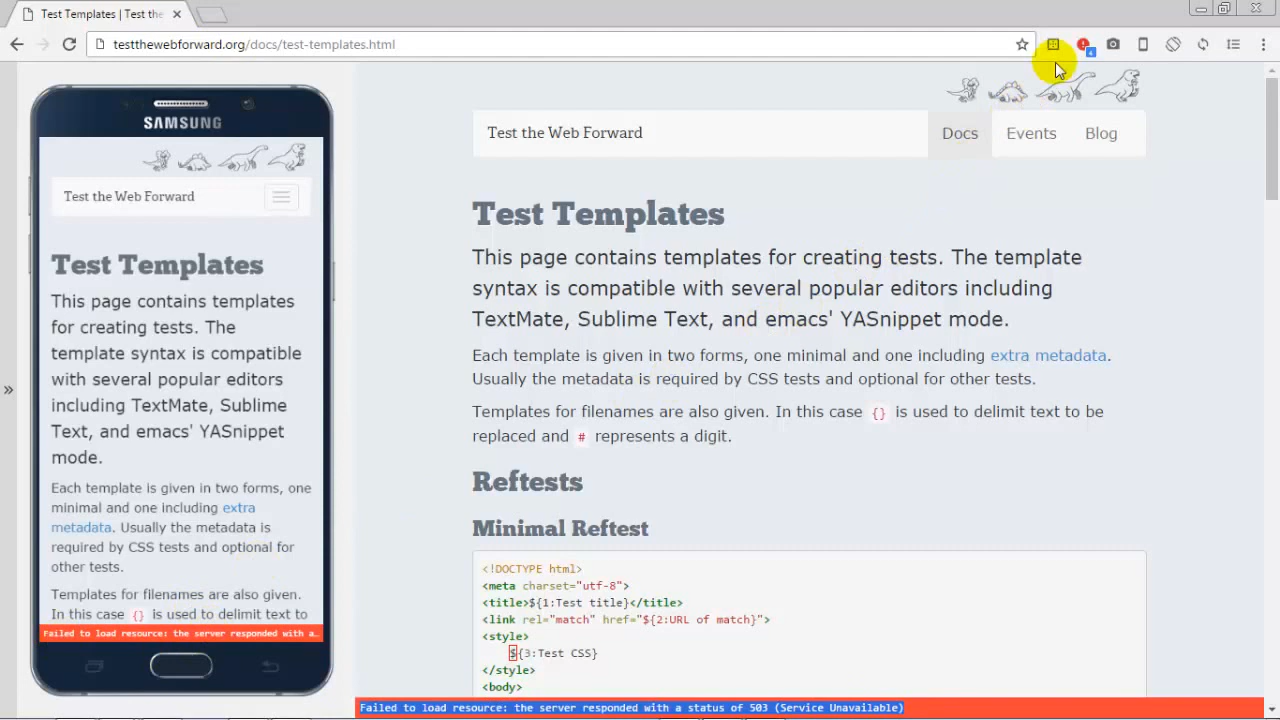 Test Templates | Test the
testthewebforward.org/docs/test-templates.html
SAMSUNG
Test the Web Forward
Test Templates
This page contains templates
for creating tests. The
template syntax is compatible
with several popular editors
including TextMate, Sublime
Text, and emacs' YASnippet
mode.
Each template is given in two forms, one
minimal and one including extra
metadata. Usually the metadata is
required by CSS tests and optional for
other tests.
Templates for filenames are also given.
In this case {} is used to delimit text to
Failed to load resource: the server responded with a…
»
Test the Web Forward
Docs Events Blog
Test Templates
This page contains templates for creating tests. The template
syntax is compatible with several popular editors including
TextMate, Sublime Text, and emacs' YASnippet mode.
Each template is given in two forms, one minimal and one including extra metadata.
Usually the metadata is required by CSS tests and optional for other tests.
Templates for filenames are also given. In this case {} is used to delimit text to be
replaced and # represents a digit.
Reftests
Minimal Reftest
<!DOCTYPE html>
<meta charset="utf-8">
<title>${1:Test title}</title>
<link rel="match" href="${2:URL of match}">
<style>
${3:Test CSS}
</style>
<body>
Failed to load resource: the server responded with a status of 503 (Service Unavailable)